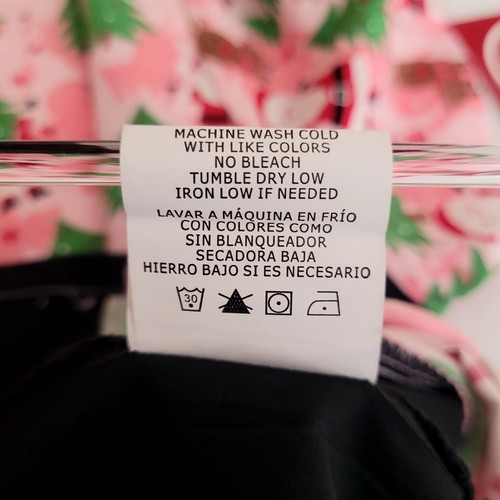 MACHINE WASH COLD
WITH LIKE COLORS
NO BLEACH
TUMBLE DRY LOW
IRON LOW IF NEEDED
LAVAR A MÁQUINA EN FRÍO
CON COLORES COMO
SIN BLANQUEADOR
SECADORA BAJA
HIERRO BAJO SI ES NECESARIO
30